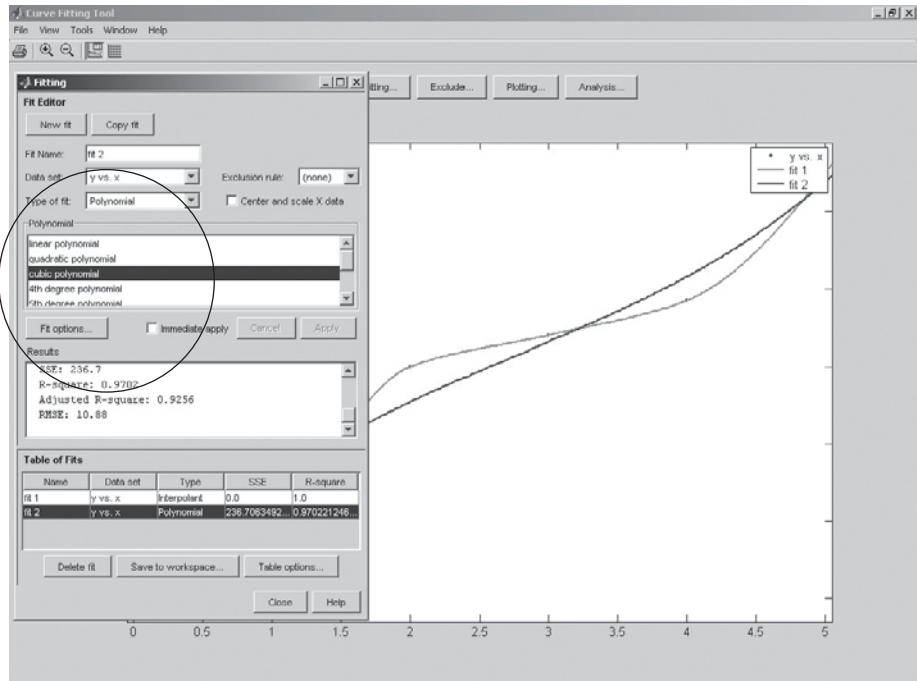 Curve Fitting Tool
File View Tools Window Help
Fitting
Fit Editor
New fit Copy fit
Fit Name: fit 2
Data set: y vs. x Exclusion rule: (none)
Type of fit: Polynomial Center and scale X data
Polynomial
linear polynomial
quadratic polynomial
cubic polynomial
4th degree polynomial
5th degree polynomial
Fit options... Immediate apply Cancel Apply
Results
SSE: 236.7
R-square: 0.9702
Adjusted R-square: 0.9256
RMSE: 10.88
Table of Fits
Name Data set Type SSE R-square
fit 1 y vs. x Interpolant 0.0 1.0
fit 2 y vs. x Polynomial 236.7063492... 0.970221246...
Delete fit Save to workspace... Table options...
Close Help
tting... Exclude... Plotting... Analysis...
y vs. x
fit 1
fit 2
0 0.5 1 1.5 2 2.5 3 3.5 4 4.5 5